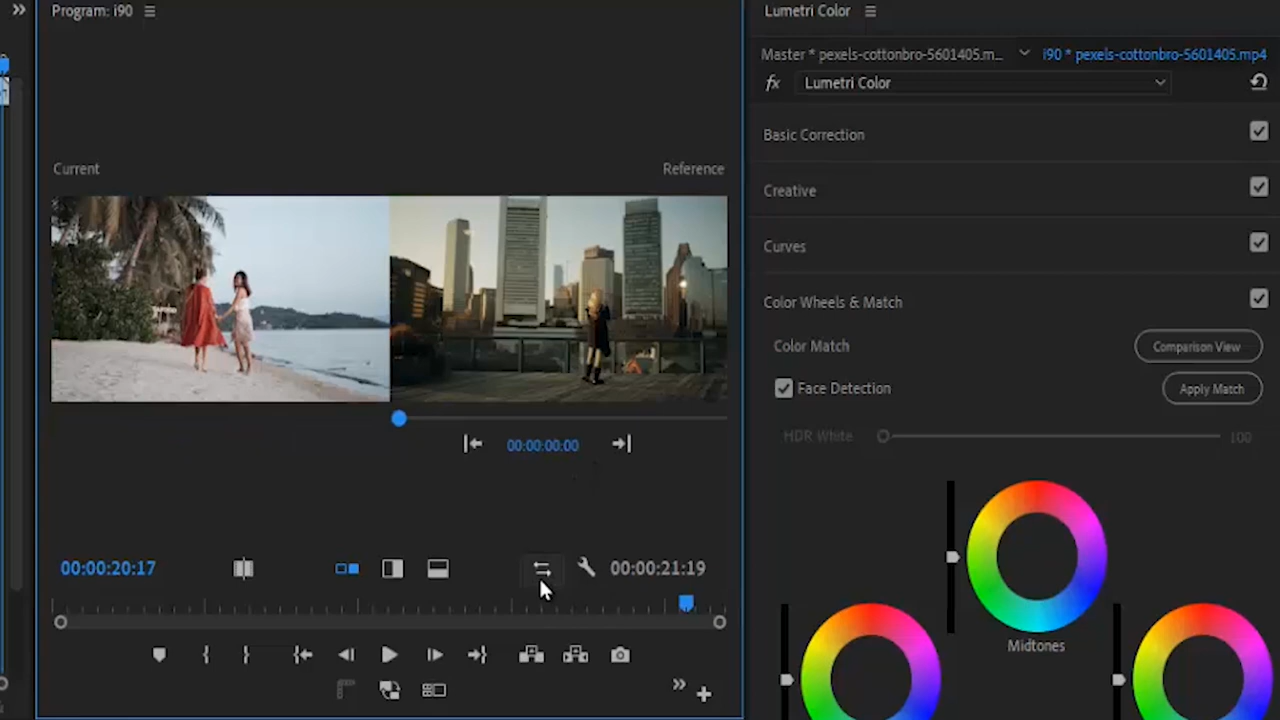 Program: i90
Lumetri Color
Master * pexels-cottonbro-5601405.m...
i90 * pexels-cottonbro-5601405.mp4
fx
Lumetri Color
Basic Correction
Current
Reference
Creative
Curves
Color Wheels & Match
Color Match
Comparison View
Face Detection
Apply Match
HDR White
100
00:00:00:00
00:00:20:17
00:00:21:19
Midtones